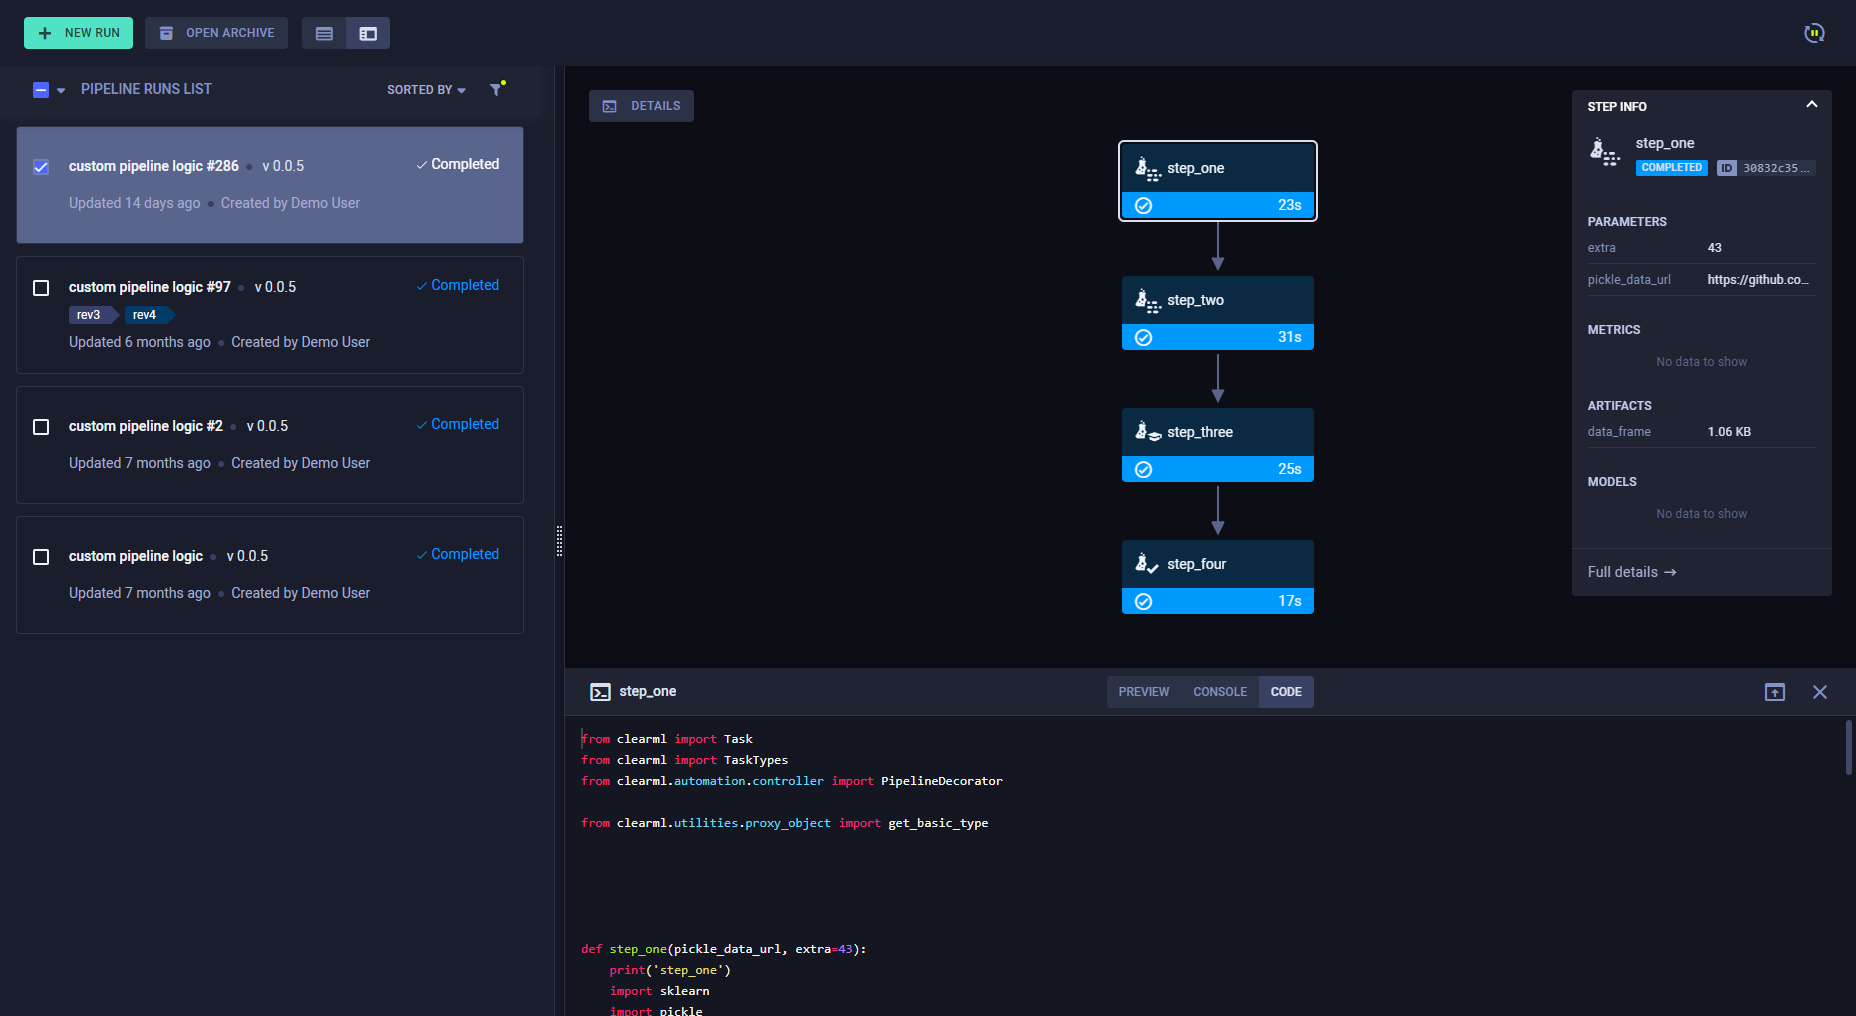 NEW RUN
OPEN ARCHIVE
PIPELINE RUNS LIST
SORTED BY
custom pipeline logic #286 • v 0.0.5
Completed
Updated 14 days ago • Created by Demo User
custom pipeline logic #97 • v 0.0.5
Completed
rev3 rev4
Updated 6 months ago • Created by Demo User
custom pipeline logic #2 • v 0.0.5
Completed
Updated 7 months ago • Created by Demo User
custom pipeline logic • v 0.0.5
Completed
Updated 7 months ago • Created by Demo User
DETAILS
step_one
23s
step_two
31s
step_three
25s
step_four
17s
STEP INFO
step_one
COMPLETED ID 30832c35...
PARAMETERS
extra 43
pickle_data_url https://github.co...
METRICS
No data to show
ARTIFACTS
data_frame 1.06 KB
MODELS
No data to show
Full details →
step_one
PREVIEW CONSOLE CODE
from clearml import Task
from clearml import TaskTypes
from clearml.automation.controller import PipelineDecorator
from clearml.utilities.proxy_object import get_basic_type
def step_one(pickle_data_url, extra=43):
print('step_one')
import sklearn
import pickle